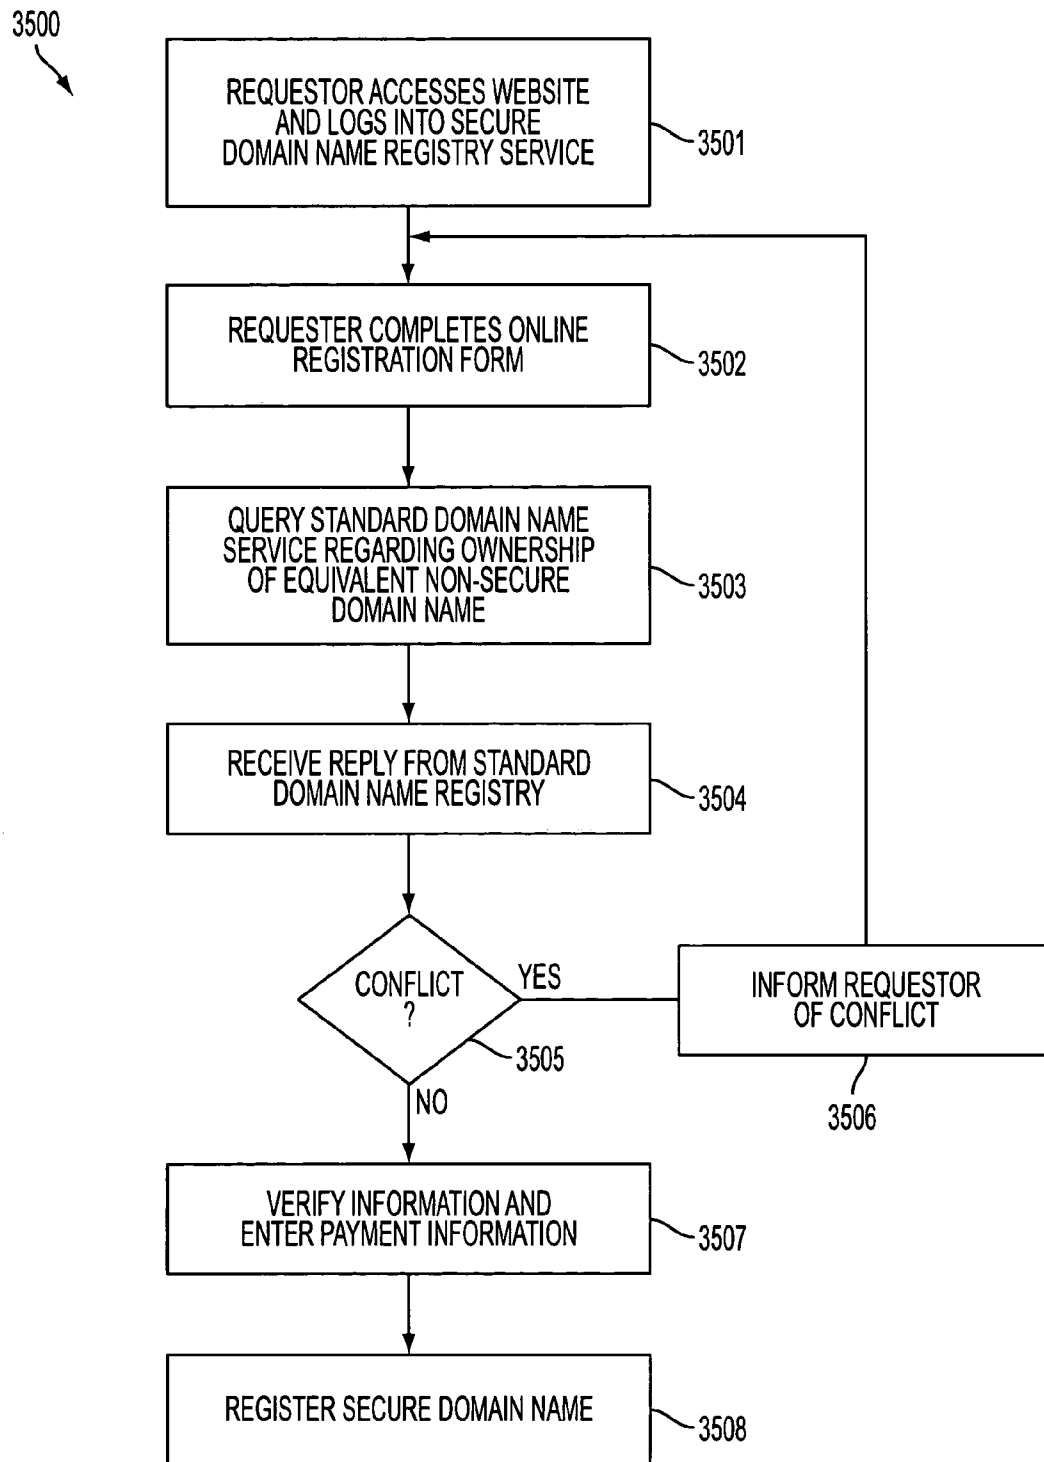 3500
REQUESTOR ACCESSES WEBSITE
AND LOGS INTO SECURE
DOMAIN NAME REGISTRY SERVICE
3501
REQUESTER COMPLETES ONLINE
REGISTRATION FORM
3502
QUERY STANDARD DOMAIN NAME
SERVICE REGARDING OWNERSHIP
OF EQUIVALENT NON-SECURE
DOMAIN NAME
3503
RECEIVE REPLY FROM STANDARD
DOMAIN NAME REGISTRY
3504
CONFLICT
?
YES
3505
NO
INFORM REQUESTOR
OF CONFLICT
3506
VERIFY INFORMATION AND
ENTER PAYMENT INFORMATION
3507
REGISTER SECURE DOMAIN NAME
3508